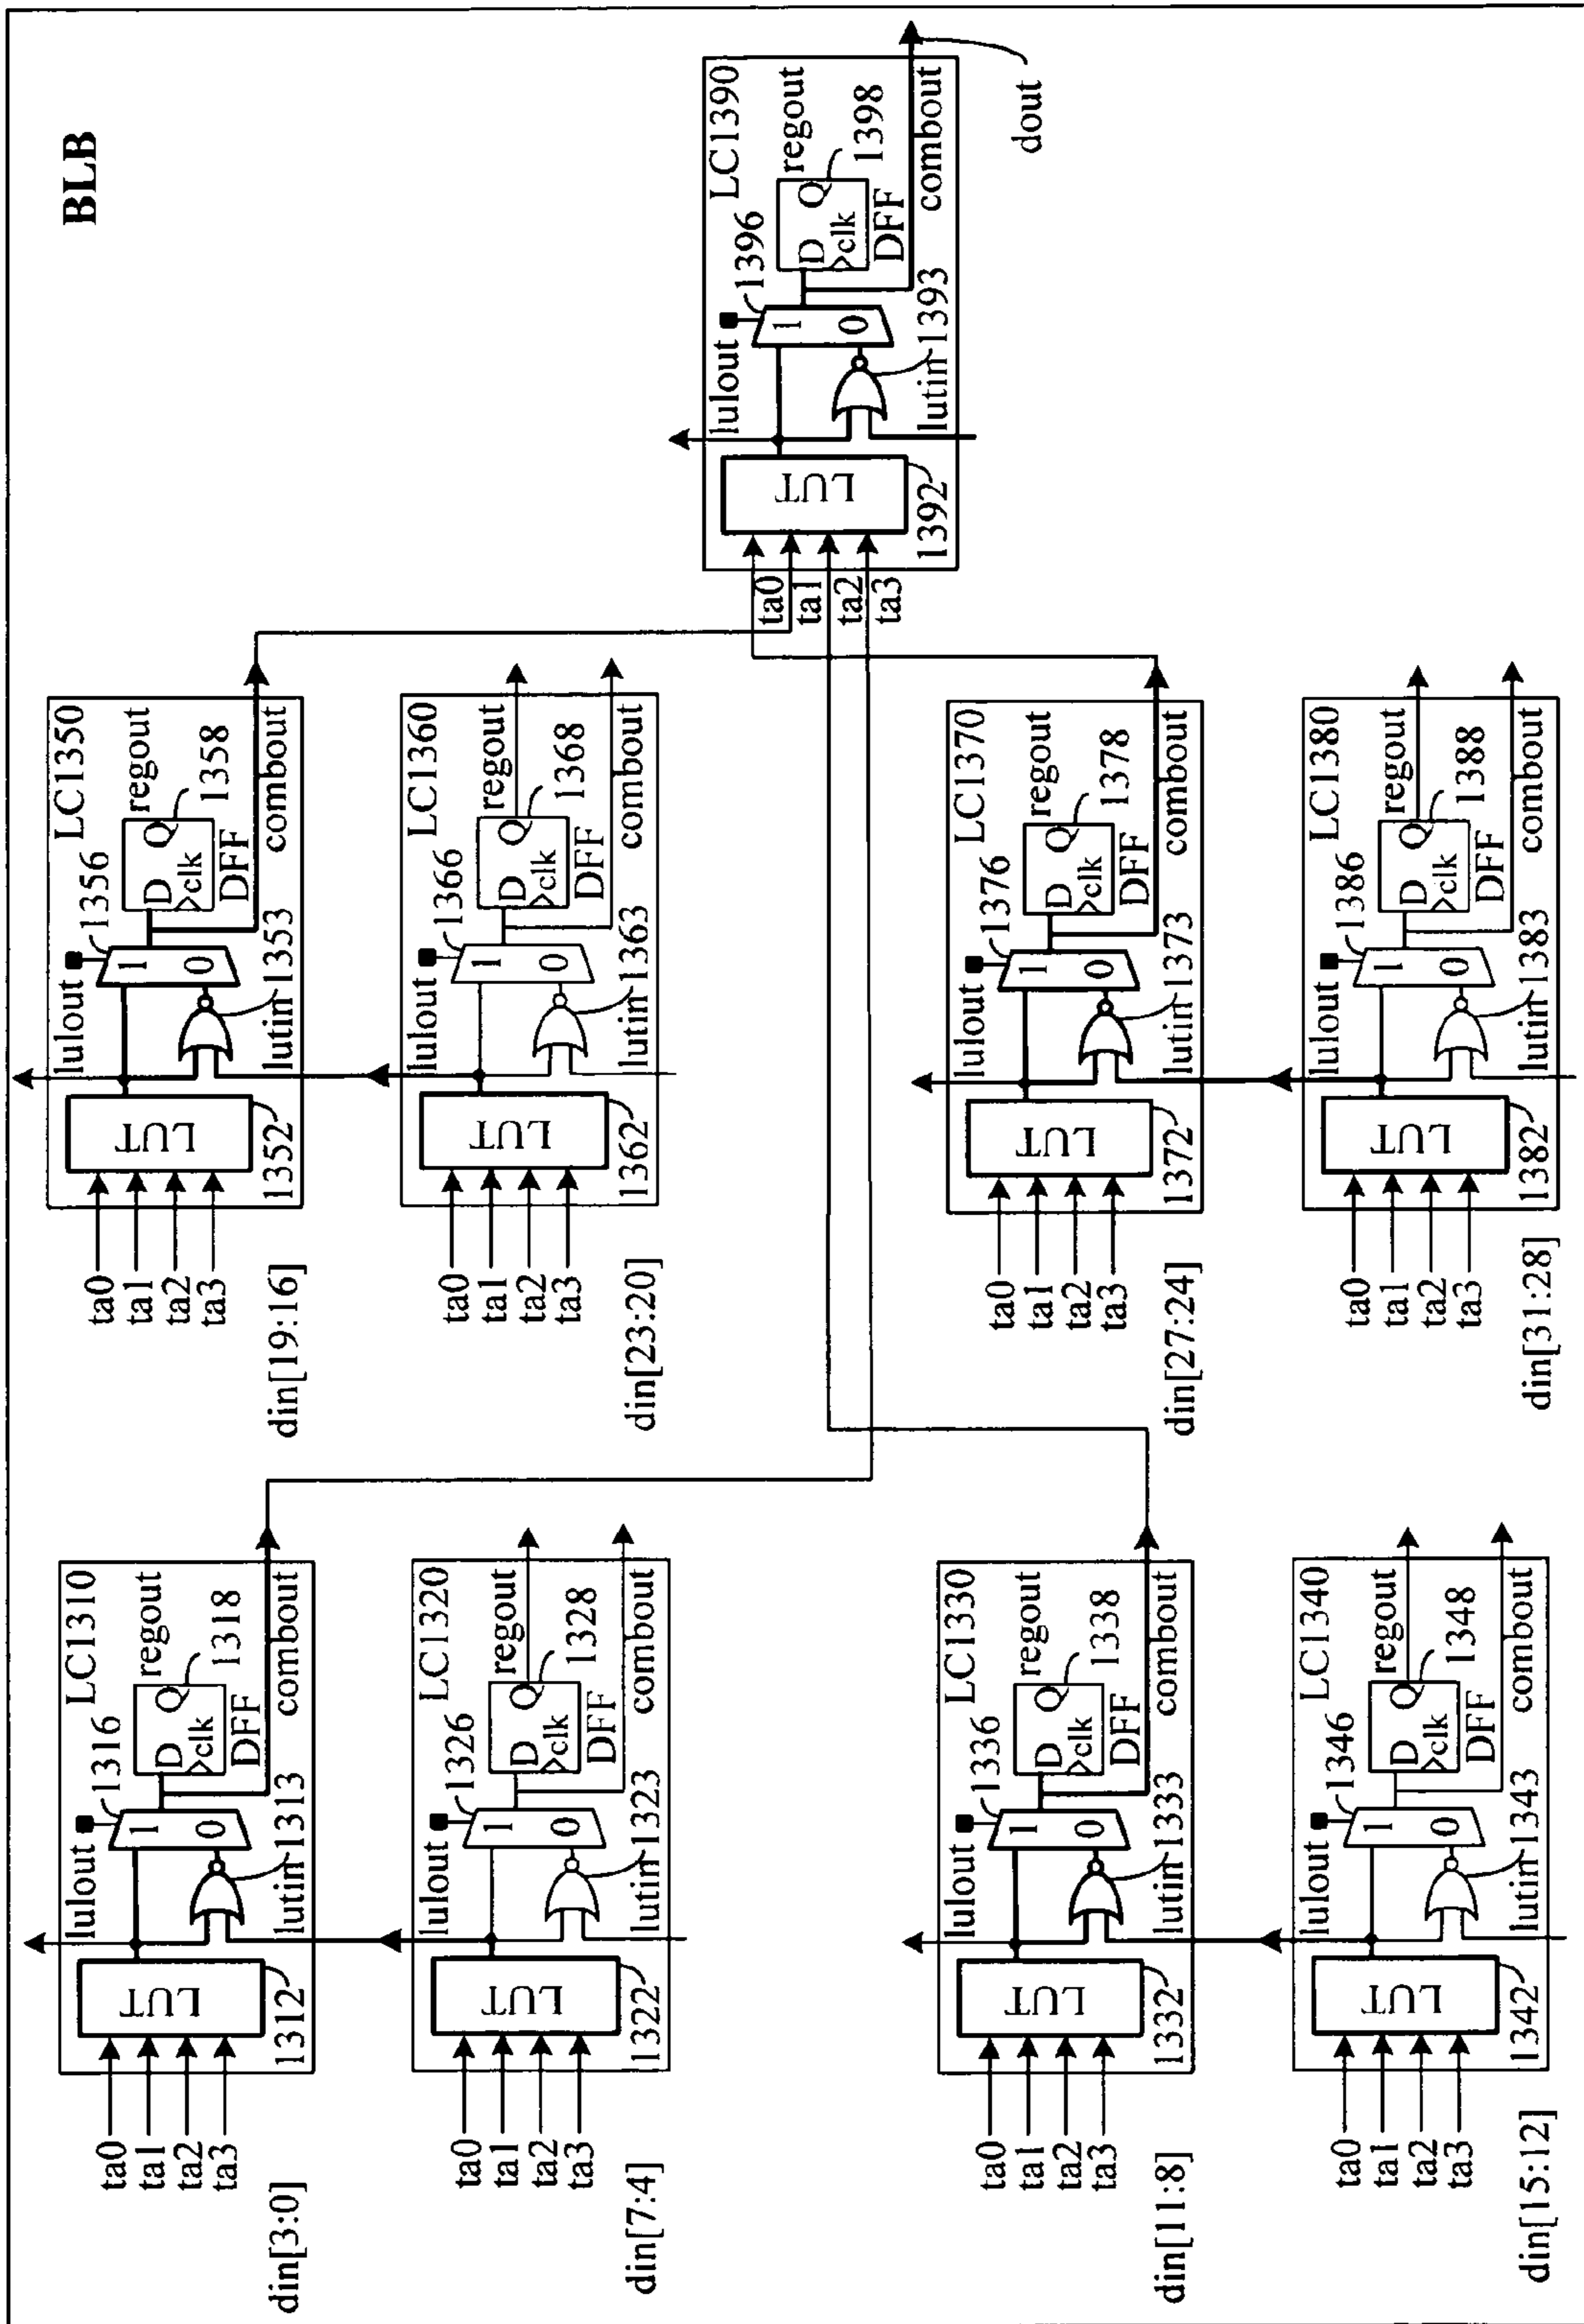 BLB
ta0
ta1
ta2
ta3
din[3:0]
LUT
1312
lulout
1316
LC1310
1
0
D Q
clk
DFF
regout
1318
lutin
1313
combout
ta0
ta1
ta2
ta3
din[7:4]
LUT
1322
lulout
1326
LC1320
1
0
D Q
clk
DFF
regout
1328
lutin
1323
combout
ta0
ta1
ta2
ta3
din[11:8]
LUT
1332
lulout
1336
LC1330
1
0
D Q
clk
DFF
regout
1338
lutin
1333
combout
ta0
ta1
ta2
ta3
din[15:12]
LUT
1342
lulout
1346
LC1340
1
0
D Q
clk
DFF
regout
1348
lutin
1343
combout
ta0
ta1
ta2
ta3
din[19:16]
LUT
1352
lulout
1356
LC1350
1
0
D Q
clk
DFF
regout
1358
lutin
1353
combout
ta0
ta1
ta2
ta3
din[23:20]
LUT
1362
lulout
1366
LC1360
1
0
D Q
clk
DFF
regout
1368
lutin
1363
combout
ta0
ta1
ta2
ta3
din[27:24]
LUT
1372
lulout
1376
LC1370
1
0
D Q
clk
DFF
regout
1378
lutin
1373
combout
ta0
ta1
ta2
ta3
din[31:28]
LUT
1382
lulout
1386
LC1380
1
0
D Q
clk
DFF
regout
1388
lutin
1383
combout
ta0
ta1
ta2
ta3
LUT
1392
lulout
1396
LC1390
1
0
D Q
clk
DFF
regout
1398
lutin
1393
combout
dout